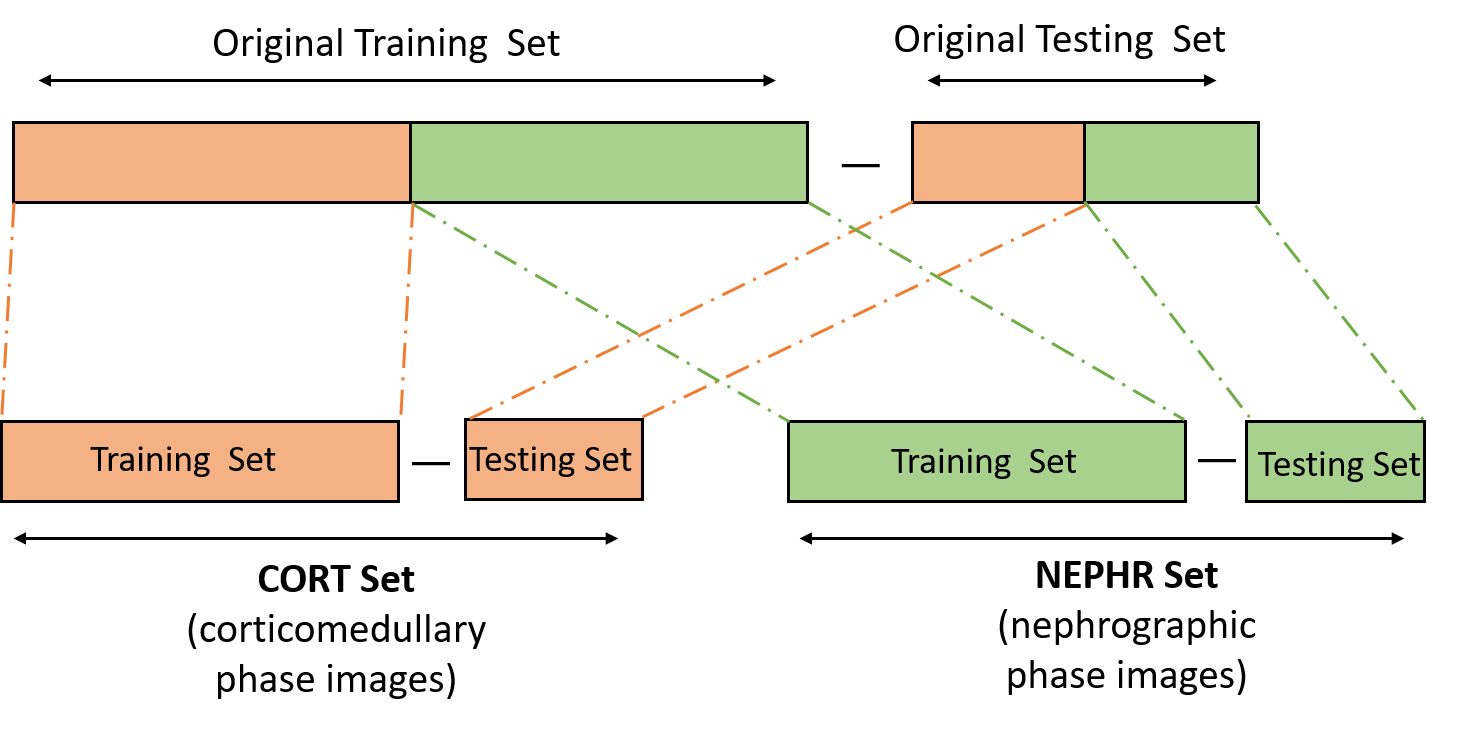 Original Training Set
Original Testing Set
Training Set
Testing Set
Training Set
Testing Set
CORT Set
(corticomedullary
phase images)
NEPHR Set
(nephrographic
phase images)